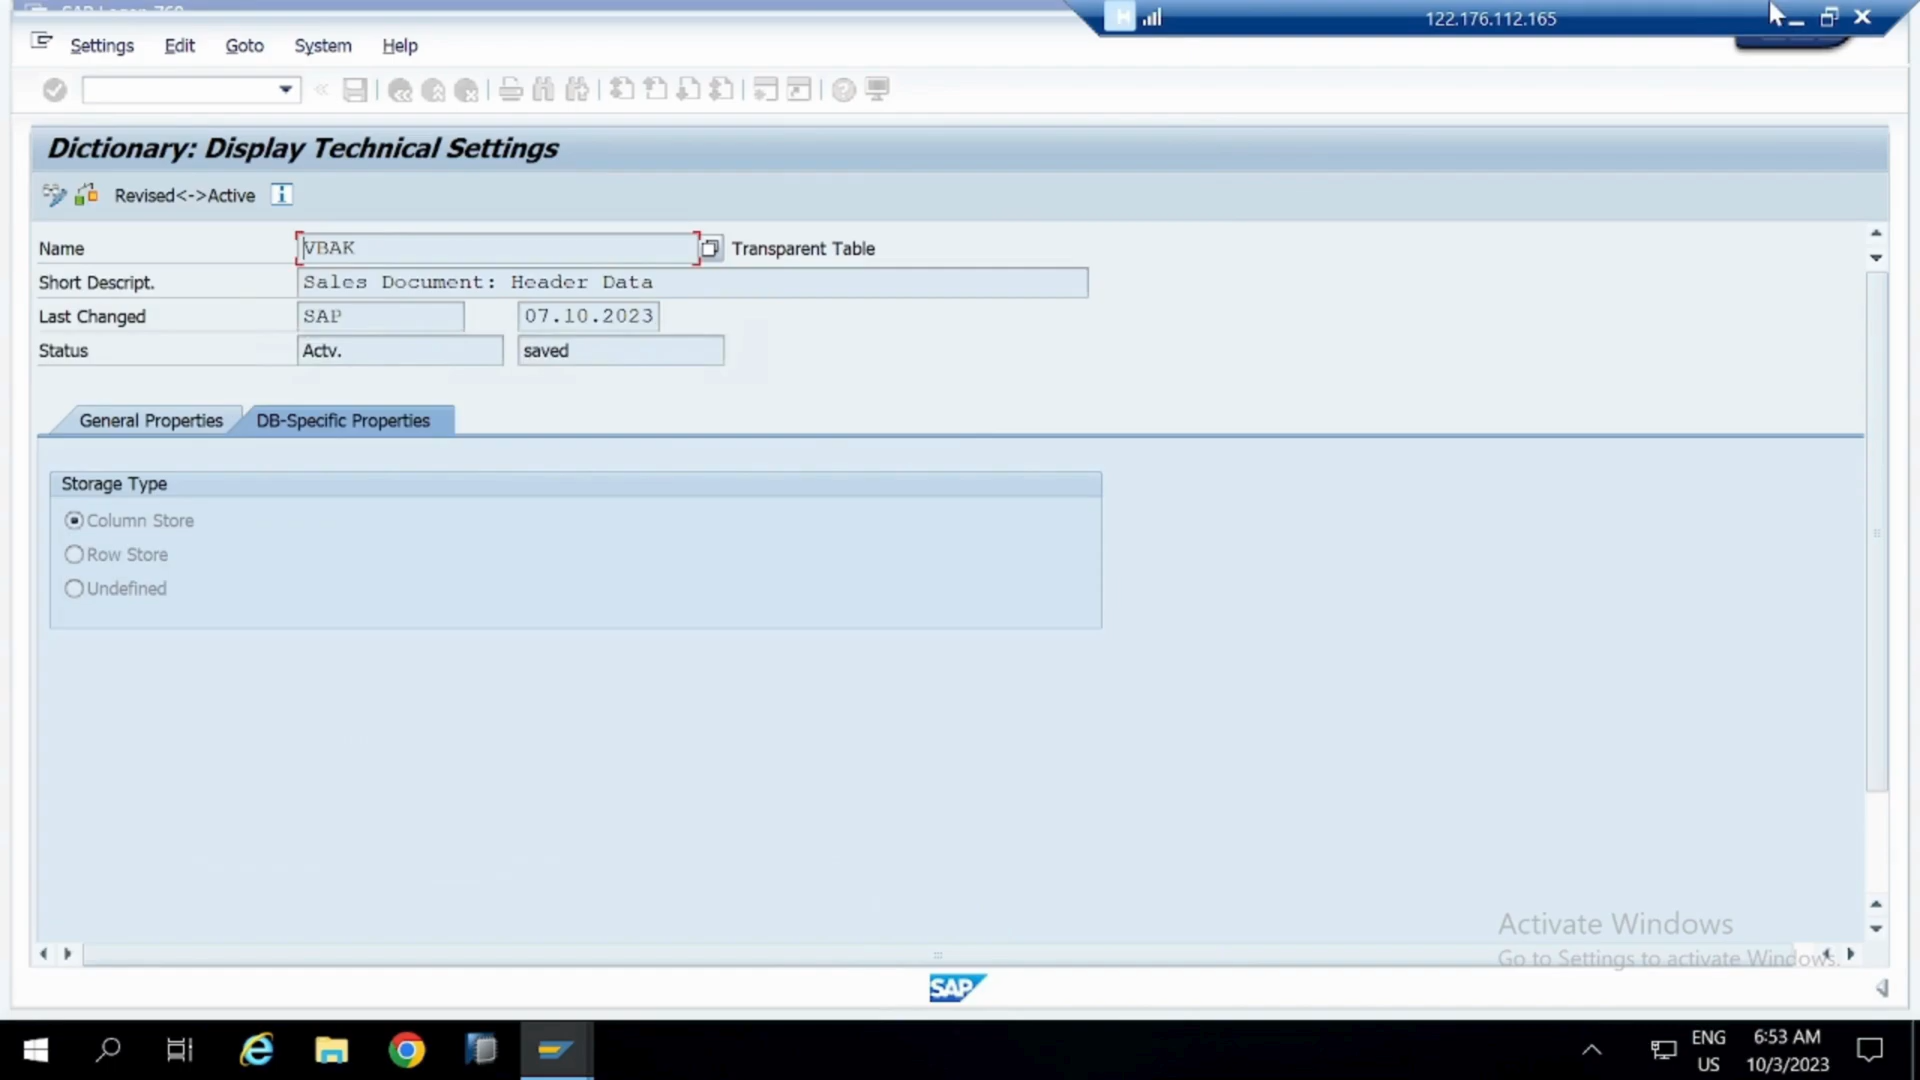 SAP Logon 760
122.176.112.165
Settings Edit Goto System Help
Dictionary: Display Technical Settings
Revised<->Active
Name VBAK Transparent Table
Short Descript. Sales Document: Header Data
Last Changed SAP 07.10.2023
Status Actv. saved
General Properties DB-Specific Properties
Storage Type
Column Store
Row Store
Undefined
Activate Windows
Go to Settings to activate Windows.
SAP
ENG 6:53 AM
US 10/3/2023